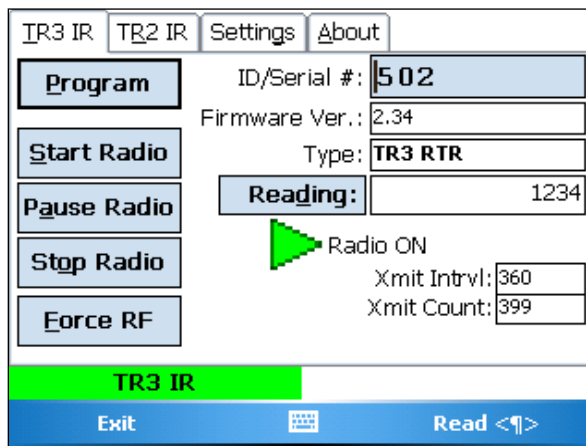 TR3 IR TR2 IR Settings About
Program ID/Serial #: 502
Firmware Ver.: 2.34
Start Radio Type: TR3 RTR
Pause Radio Reading: 1234
Radio ON
Stop Radio Xmit Intrvl: 360
Xmit Count: 399
Force RF
TR3 IR
Exit Read <¶>